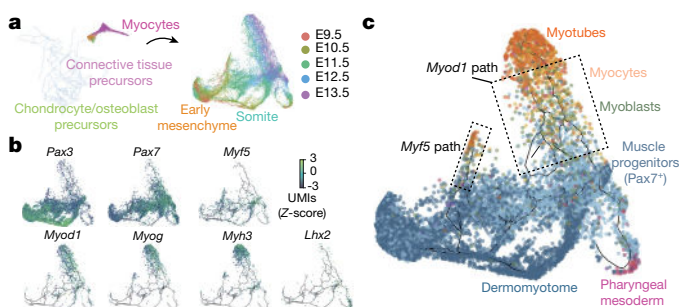 a
Myocytes
Connective tissue
precursors
Chondrocyte/osteoblast
precursors
Early
mesenchyme
Somite
E9.5
E10.5
E11.5
E12.5
E13.5
b
Pax3
Pax7
Myf5
3
0
-3
UMIs
(Z-score)
Myod1
Myog
Myh3
Lhx2
c
Myotubes
Myod1 path
Myocytes
Myoblasts
Myf5 path
Muscle
progenitors
(Pax7⁺)
Dermomyotome
Pharyngeal
mesoderm